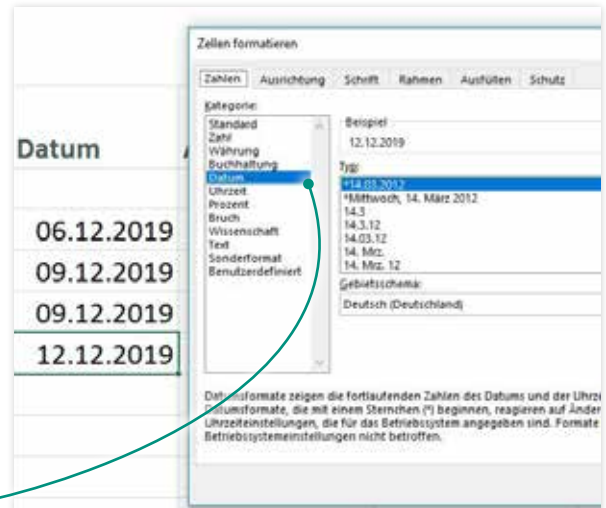 Datum
06.12.2019
09.12.2019
09.12.2019
12.12.2019
Zellen formatieren
Zahlen Ausrichtung Schrift Rahmen Ausfüllen Schutz
Kategorie:
Standard
Zahl
Währung
Buchhaltung
Datum
Uhrzeit
Prozent
Bruch
Wissenschaft
Text
Sonderformat
Benutzerdefiniert
Beispiel
12.12.2019
Typ:
*14.03.2012
*Mittwoch, 14. März 2012
14.3
14.3.12
14.03.12
14. Mrz.
14. Mrz. 12
Gebietsschema:
Deutsch (Deutschland)
Datumsformate zeigen die fortlaufenden Zahlen des Datums und der Uhrze
Datumsformate, die mit einem Sternchen (*) beginnen, reagieren auf Änder
Uhrzeiteinstellungen, die für das Betriebssystem angegeben sind. Formate
Betriebssystemeinstellungen nicht betroffen.